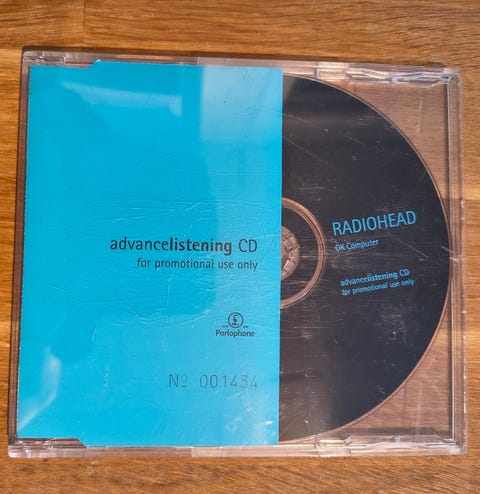 advancelistening CD
for promotional use only
Parlophone
Nº 001434
RADIOHEAD
OK Computer
advancelistening CD
for promotional use only